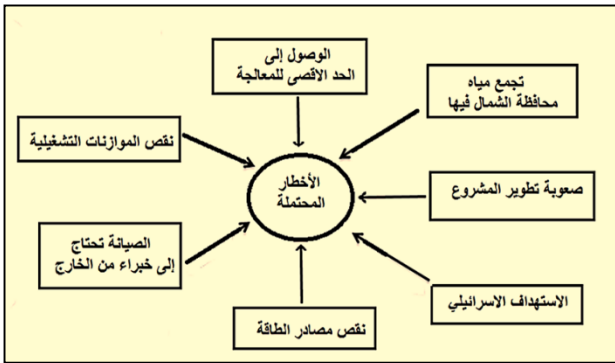 الوصول إلى
الحد الاقصى للمعالجة
تجمع مياه
محافظة الشمال فيها
نقص الموازنات التشغيلية
الأخطار
المحتملة
صعوبة تطوير المشروع
الصيانة تحتاج
إلى خبراء من الخارج
الاستهداف الاسرائيلي
نقص مصادر الطاقة